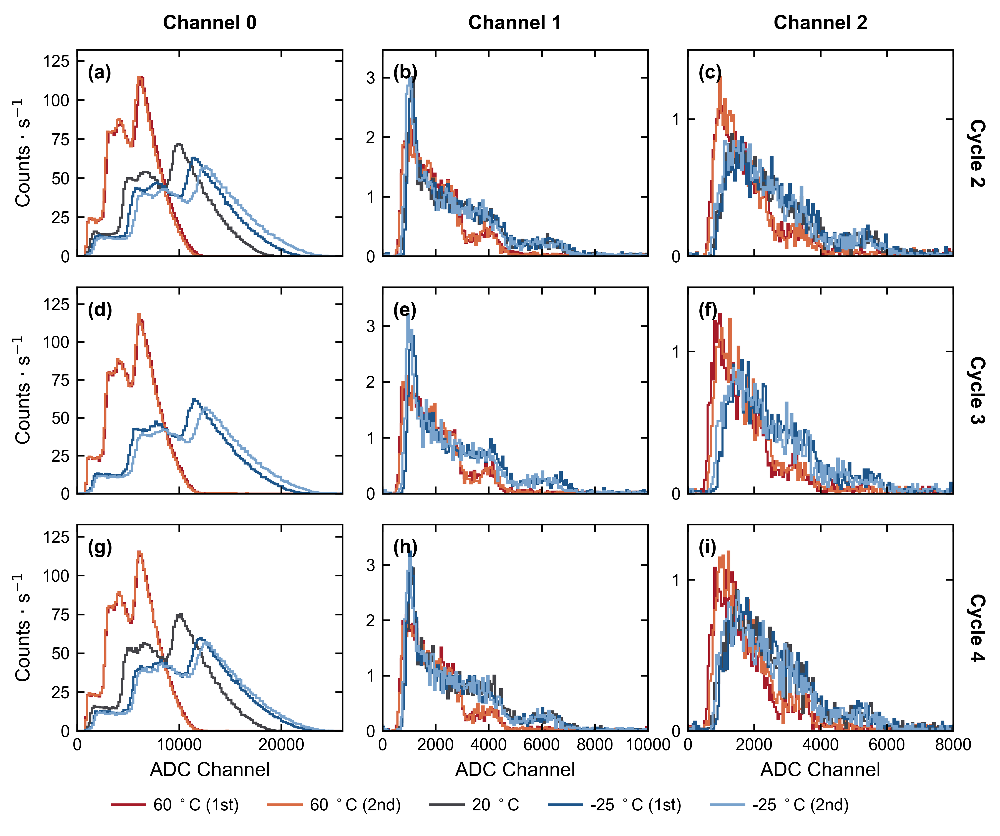 Channel 0
Channel 1
Channel 2
(a)
125
100
75
50
25
0
Counts · s⁻¹
(b)
3
2
1
0
(c)
1
0
Cycle 2
(d)
125
100
75
50
25
0
Counts · s⁻¹
(e)
3
2
1
0
(f)
1
0
Cycle 3
(g)
125
100
75
50
25
0
Counts · s⁻¹
(h)
3
2
1
0
(i)
1
0
Cycle 4
0 10000 20000
0 2000 4000 6000 8000 10000
0 2000 4000 6000 8000
ADC Channel
ADC Channel
ADC Channel
60 °C (1st)
60 °C (2nd)
20 °C
-25 °C (1st)
-25 °C (2nd)